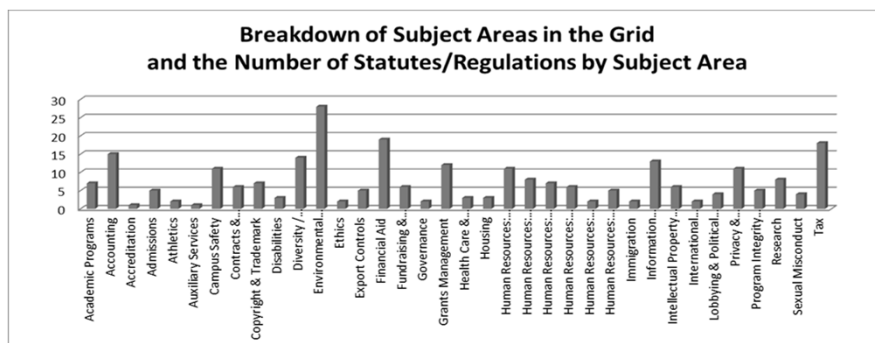 Breakdown of Subject Areas in the Grid
and the Number of Statutes/Regulations by Subject Area
30
25
20
15
10
5
0
Academic Programs
Accounting
Accreditation
Admissions
Athletics
Auxiliary Services
Campus Safety
Contracts &...
Copyright & Trademark
Disabilities
Diversity /...
Environmental...
Ethics
Export Controls
Financial Aid
Fundraising &...
Governance
Grants Management
Health Care &...
Housing
Human Resources:...
Human Resources:...
Human Resources:...
Human Resources:...
Human Resources:...
Human Resources:...
Immigration
Information...
Intellectual Property...
International...
Lobbying & Political...
Privacy &...
Program Integrity...
Research
Sexual Misconduct
Tax